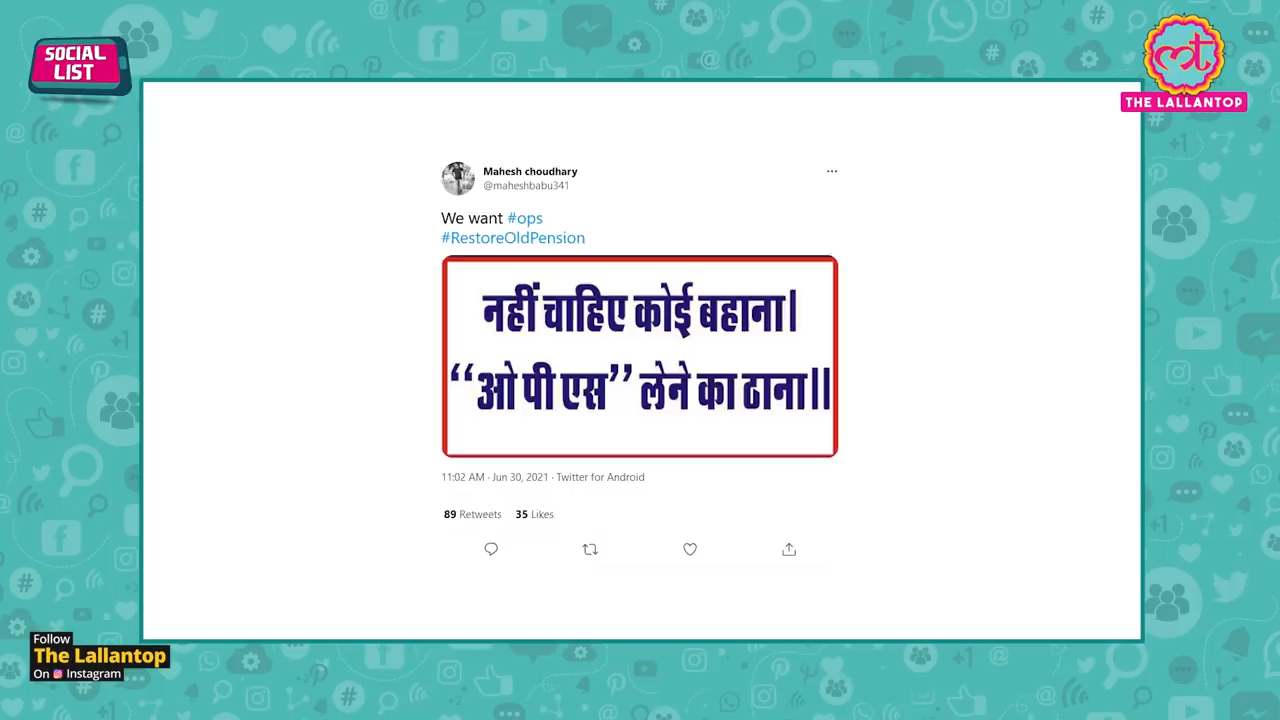 SOCIAL
LIST
THE LALLANTOP
Mahesh choudhary
@maheshbabu341
We want #ops
#RestoreOldPension
नहीं चाहिए कोई बहाना।
“ओ पी एस” लेने का ठाना।।
11:02 AM · Jun 30, 2021 · Twitter for Android
89 Retweets 35 Likes
Follow
The Lallantop
On Instagram